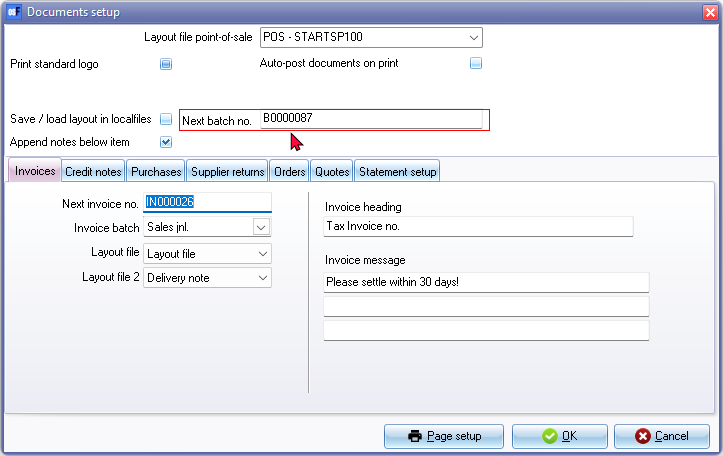 Documents setup
Layout file point-of-sale POS - STARTSP100
Print standard logo Auto-post documents on print
Save / load layout in localfiles Next batch no. B0000087
Append notes below item
Invoices Credit notes Purchases Supplier returns Orders Quotes Statement setup
Next invoice no. IN000026
Invoice batch Sales jnl.
Layout file Layout file
Layout file 2 Delivery note
Invoice heading
Tax Invoice no.
Invoice message
Please settle within 30 days!
Page setup OK Cancel